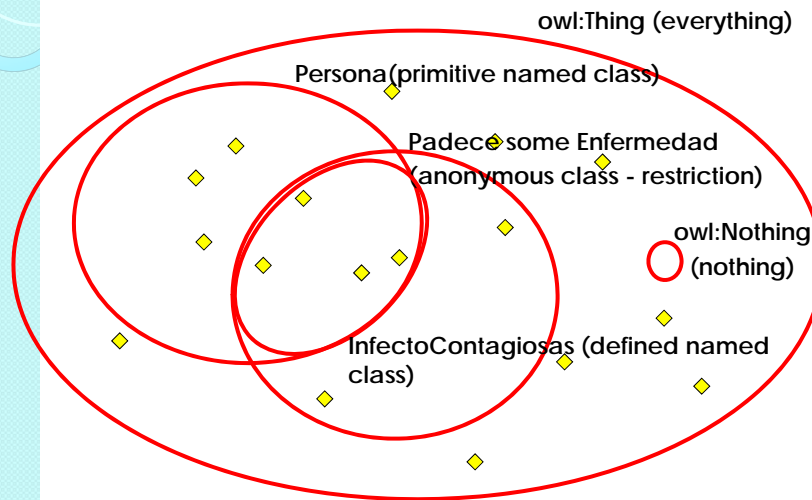 owl:Thing (everything)
Persona(primitive named class)
Padece some Enfermedad
(anonymous class - restriction)
owl:Nothing
(nothing)
InfectoContagiosas (defined named
class)